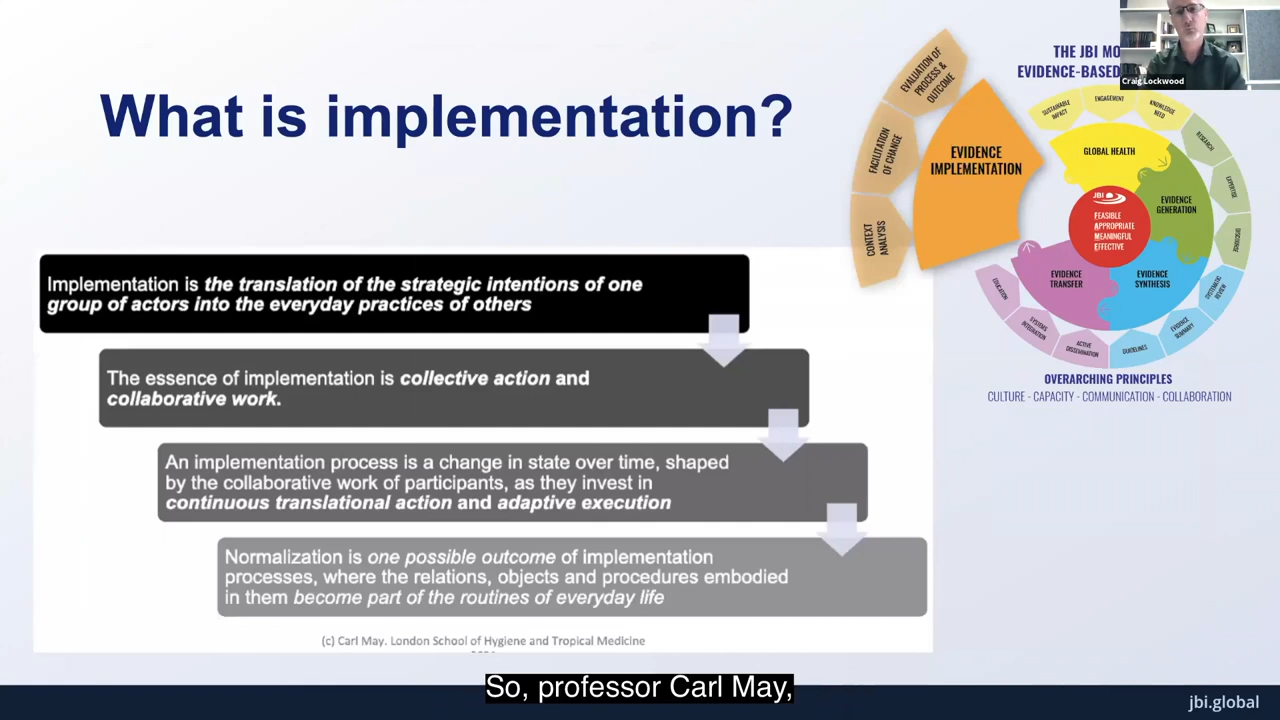 What is implementation?
Implementation is the translation of the strategic intentions of one
group of actors into the everyday practices of others
The essence of implementation is collective action and
collaborative work.
An implementation process is a change in state over time, shaped
by the collaborative work of participants, as they invest in
continuous translational action and adaptive execution
Normalization is one possible outcome of implementation
processes, where the relations, objects and procedures embodied
in them become part of the routines of everyday life
(c) Carl May. London School of Hygiene and Tropical Medicine
THE JBI MO
EVIDENCE-BASED
Craig Lockwood
EVALUATION OF
PROCESS &
OUTCOME
FACILITATION
OF CHANGE
CONTEXT
ANALYSIS
EVIDENCE
IMPLEMENTATION
SUSTAINABLE
IMPACT
ENGAGEMENT
KNOWLEDGE
NEED
GLOBAL HEALTH
RESEARCH
EXPERTISE
DISCOURSE
EVIDENCE
GENERATION
JBI
FEASIBLE
APPROPRIATE
MEANINGFUL
EFFECTIVE
EVIDENCE
TRANSFER
EVIDENCE
SYNTHESIS
SYSTEMATIC
REVIEW
EVIDENCE
SUMMARY
GUIDELINES
ACTIVE
DISSEMINATION
SYSTEMS
INTEGRATION
EDUCATION
OVERARCHING PRINCIPLES
CULTURE - CAPACITY - COMMUNICATION - COLLABORATION
So, professor Carl May,
jbi.global